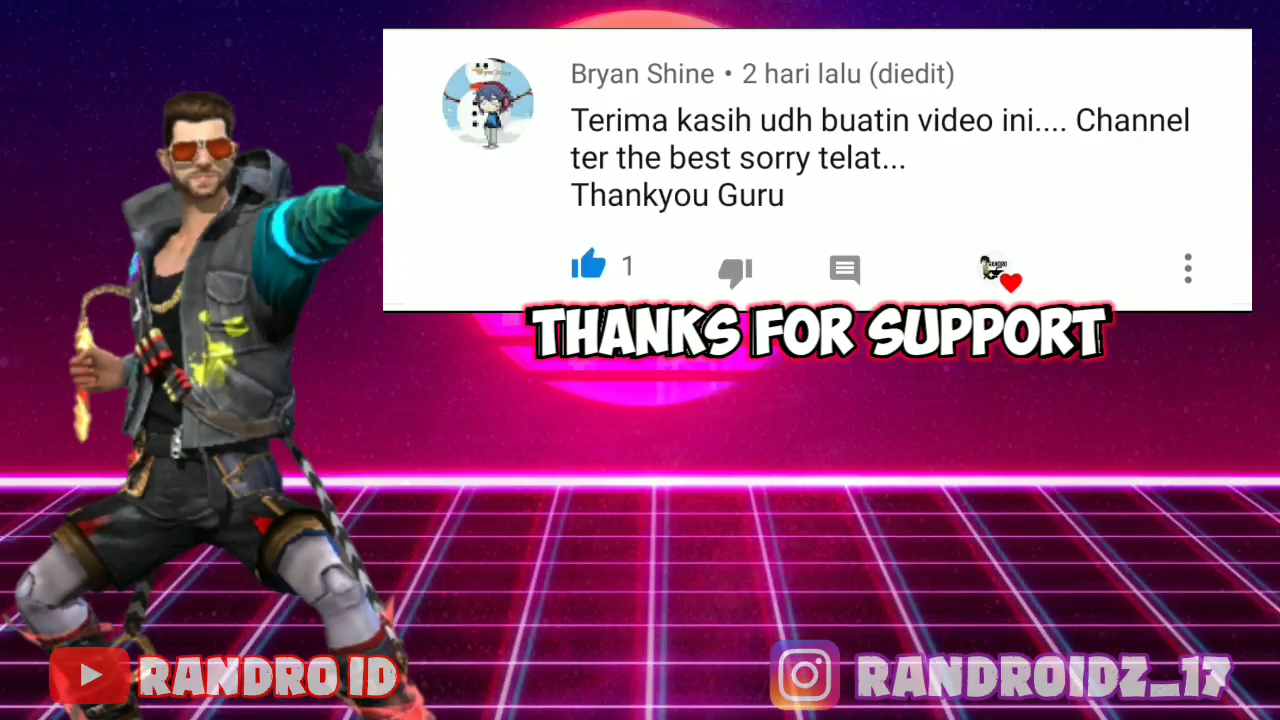 Bryan Shine • 2 hari lalu (diedit)
Terima kasih udh buatin video ini.... Channel
ter the best sorry telat...
Thankyou Guru
1
THANKS FOR SUPPORT
RANDRO ID
RANDROIDZ_17